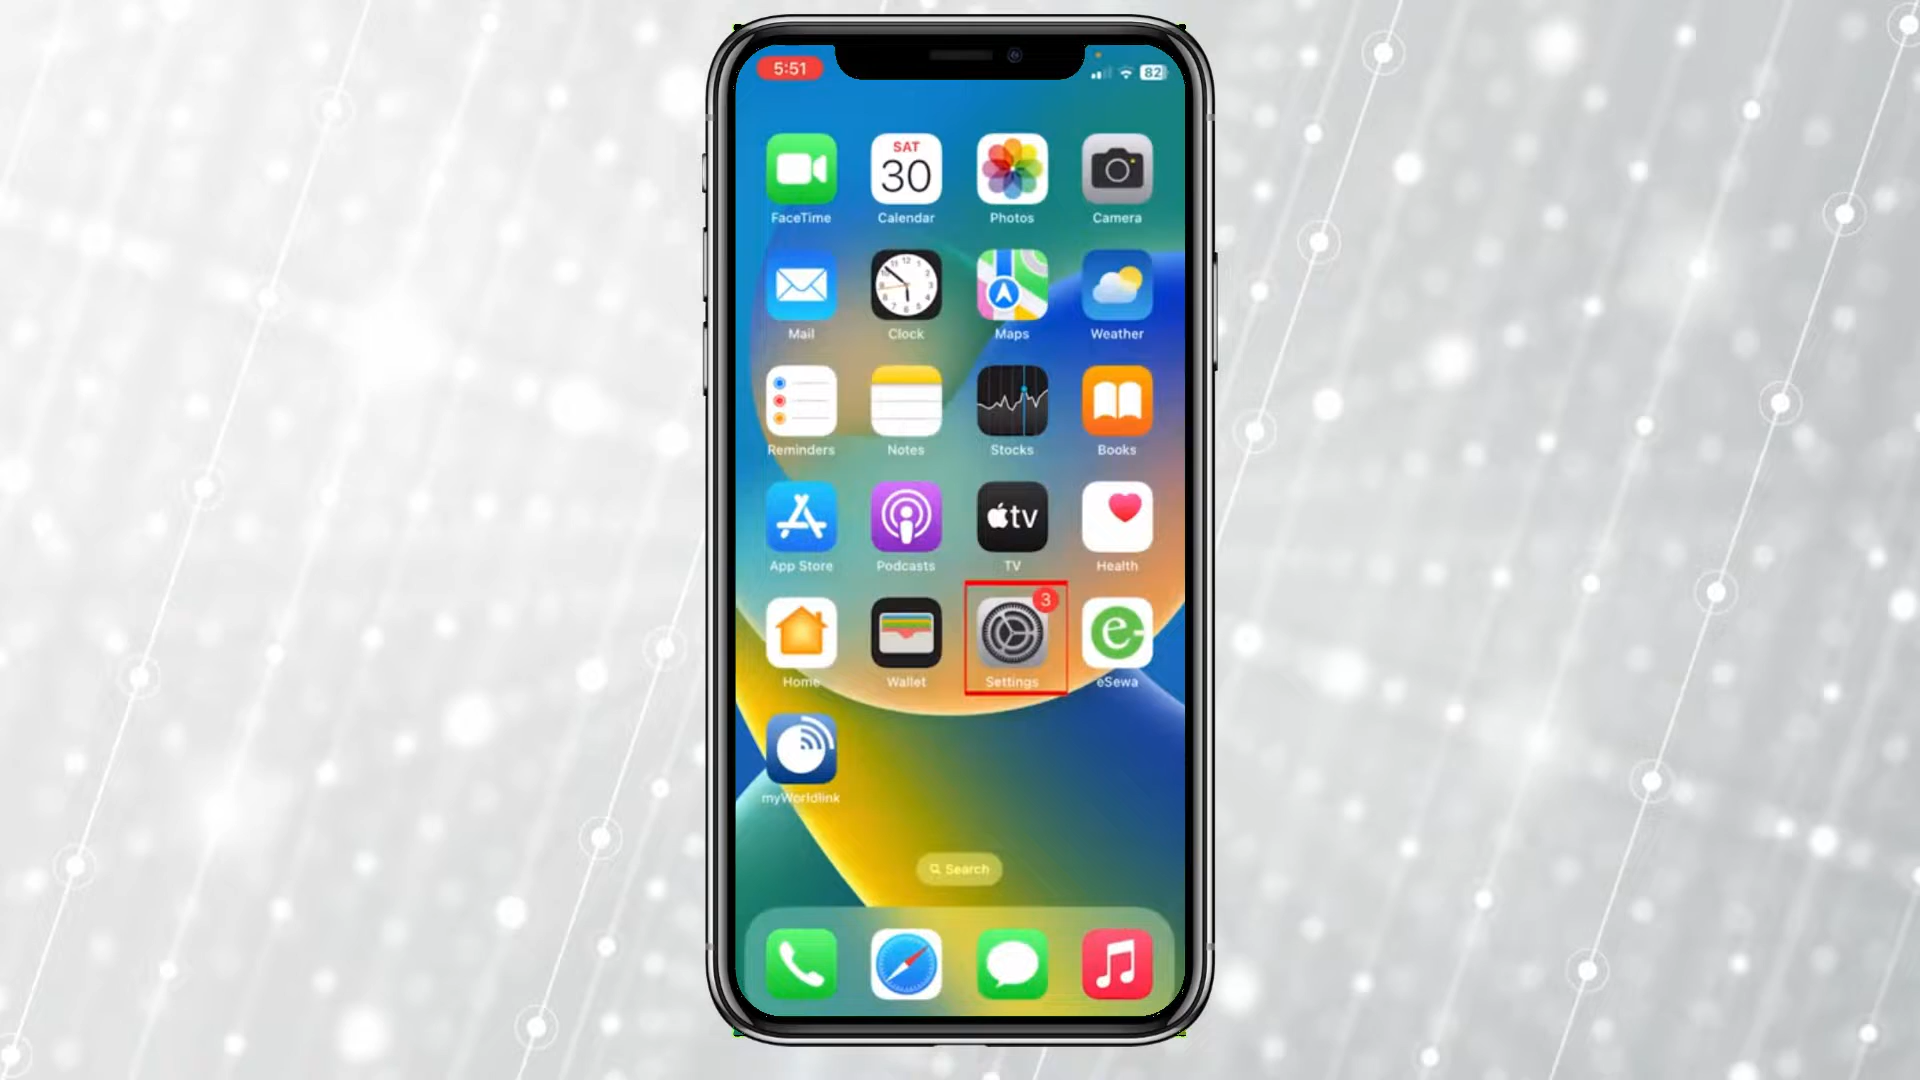 5:51
82
SAT
30
FaceTime
Calendar
Photos
Camera
Mail
Clock
Maps
Weather
Reminders
Notes
Stocks
Books
tv
App Store
Podcasts
TV
Health
3
e
Home
Wallet
Settings
eSewa
myWorldlink
Search